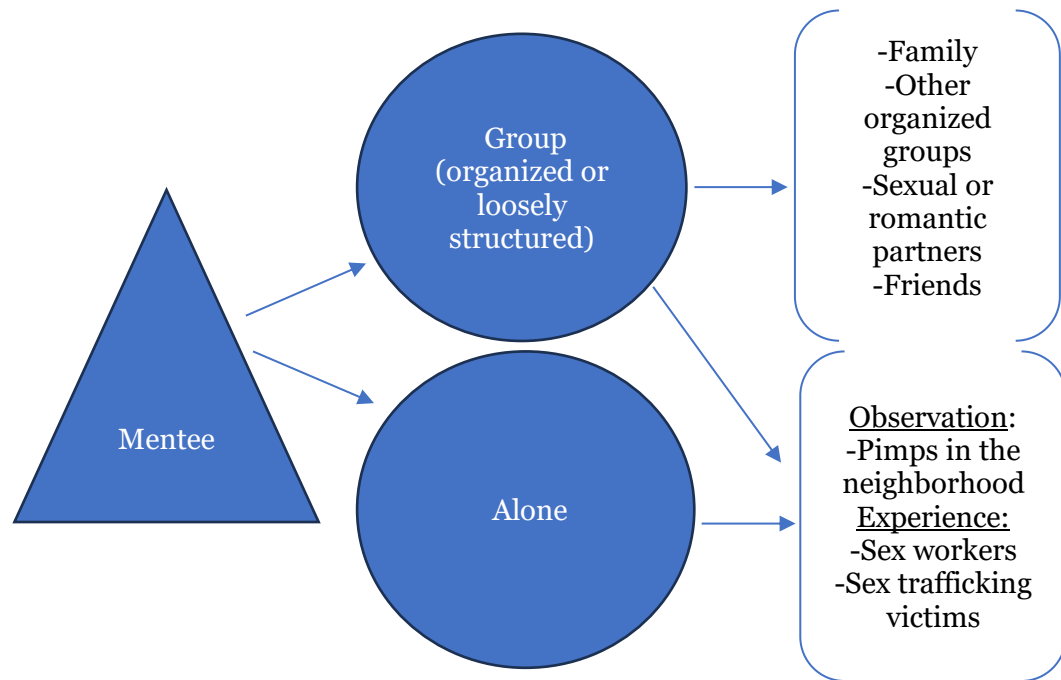 Mentee
Group
(organized or
loosely
structured)
Alone
-Family
-Other
organized
groups
-Sexual or
romantic
partners
-Friends
Observation:
-Pimps in the
neighborhood
Experience:
-Sex workers
-Sex trafficking
victims